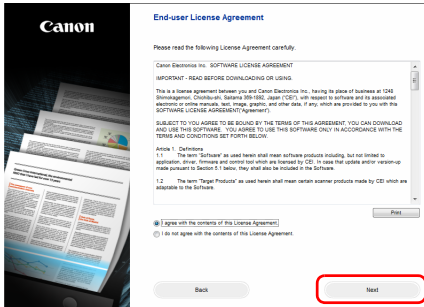 Canon
End-user License Agreement
Please read the following License Agreement carefully.
Canon Electronics Inc. SOFTWARE LICENSE AGREEMENT
IMPORTANT - READ BEFORE DOWNLOADING OR USING.
This is a license agreement between you and Canon Electronics Inc., having its place of business at 1248
Shimokagemori, Chichibu-shi, Saitama 369-1892, Japan ("CEI"), with respect to software and its associated
electronic or online manuals, text, image, graphic, and other data, if any, which are provided to you with this
SOFTWARE LICENSE AGREEMENT("Agreement").
SUBJECT TO YOU AGREE TO BE BOUND BY THE TERMS OF THIS AGREEMENT, YOU CAN DOWNLOAD
AND USE THIS SOFTWARE. YOU AGREE TO USE THIS SOFTWARE ONLY IN ACCORDANCE WITH THE
TERMS AND CONDITIONS SET FORTH BELOW.
Article 1. Definitions
1.1 The term "Software" as used herein shall mean software products including, but not limited to
application, driver, firmware and control tool which are licensed by CEI. In case that update and/or version-up
made pursuant to Section 5.1 below, they shall also be included in the Software.
1.2 The term "Target Products" as used herein shall mean certain scanner products made by CEI which are
adaptable to the Software.
Print
I agree with the contents of this License Agreement.
I do not agree with the contents of this License Agreement.
Back
Next